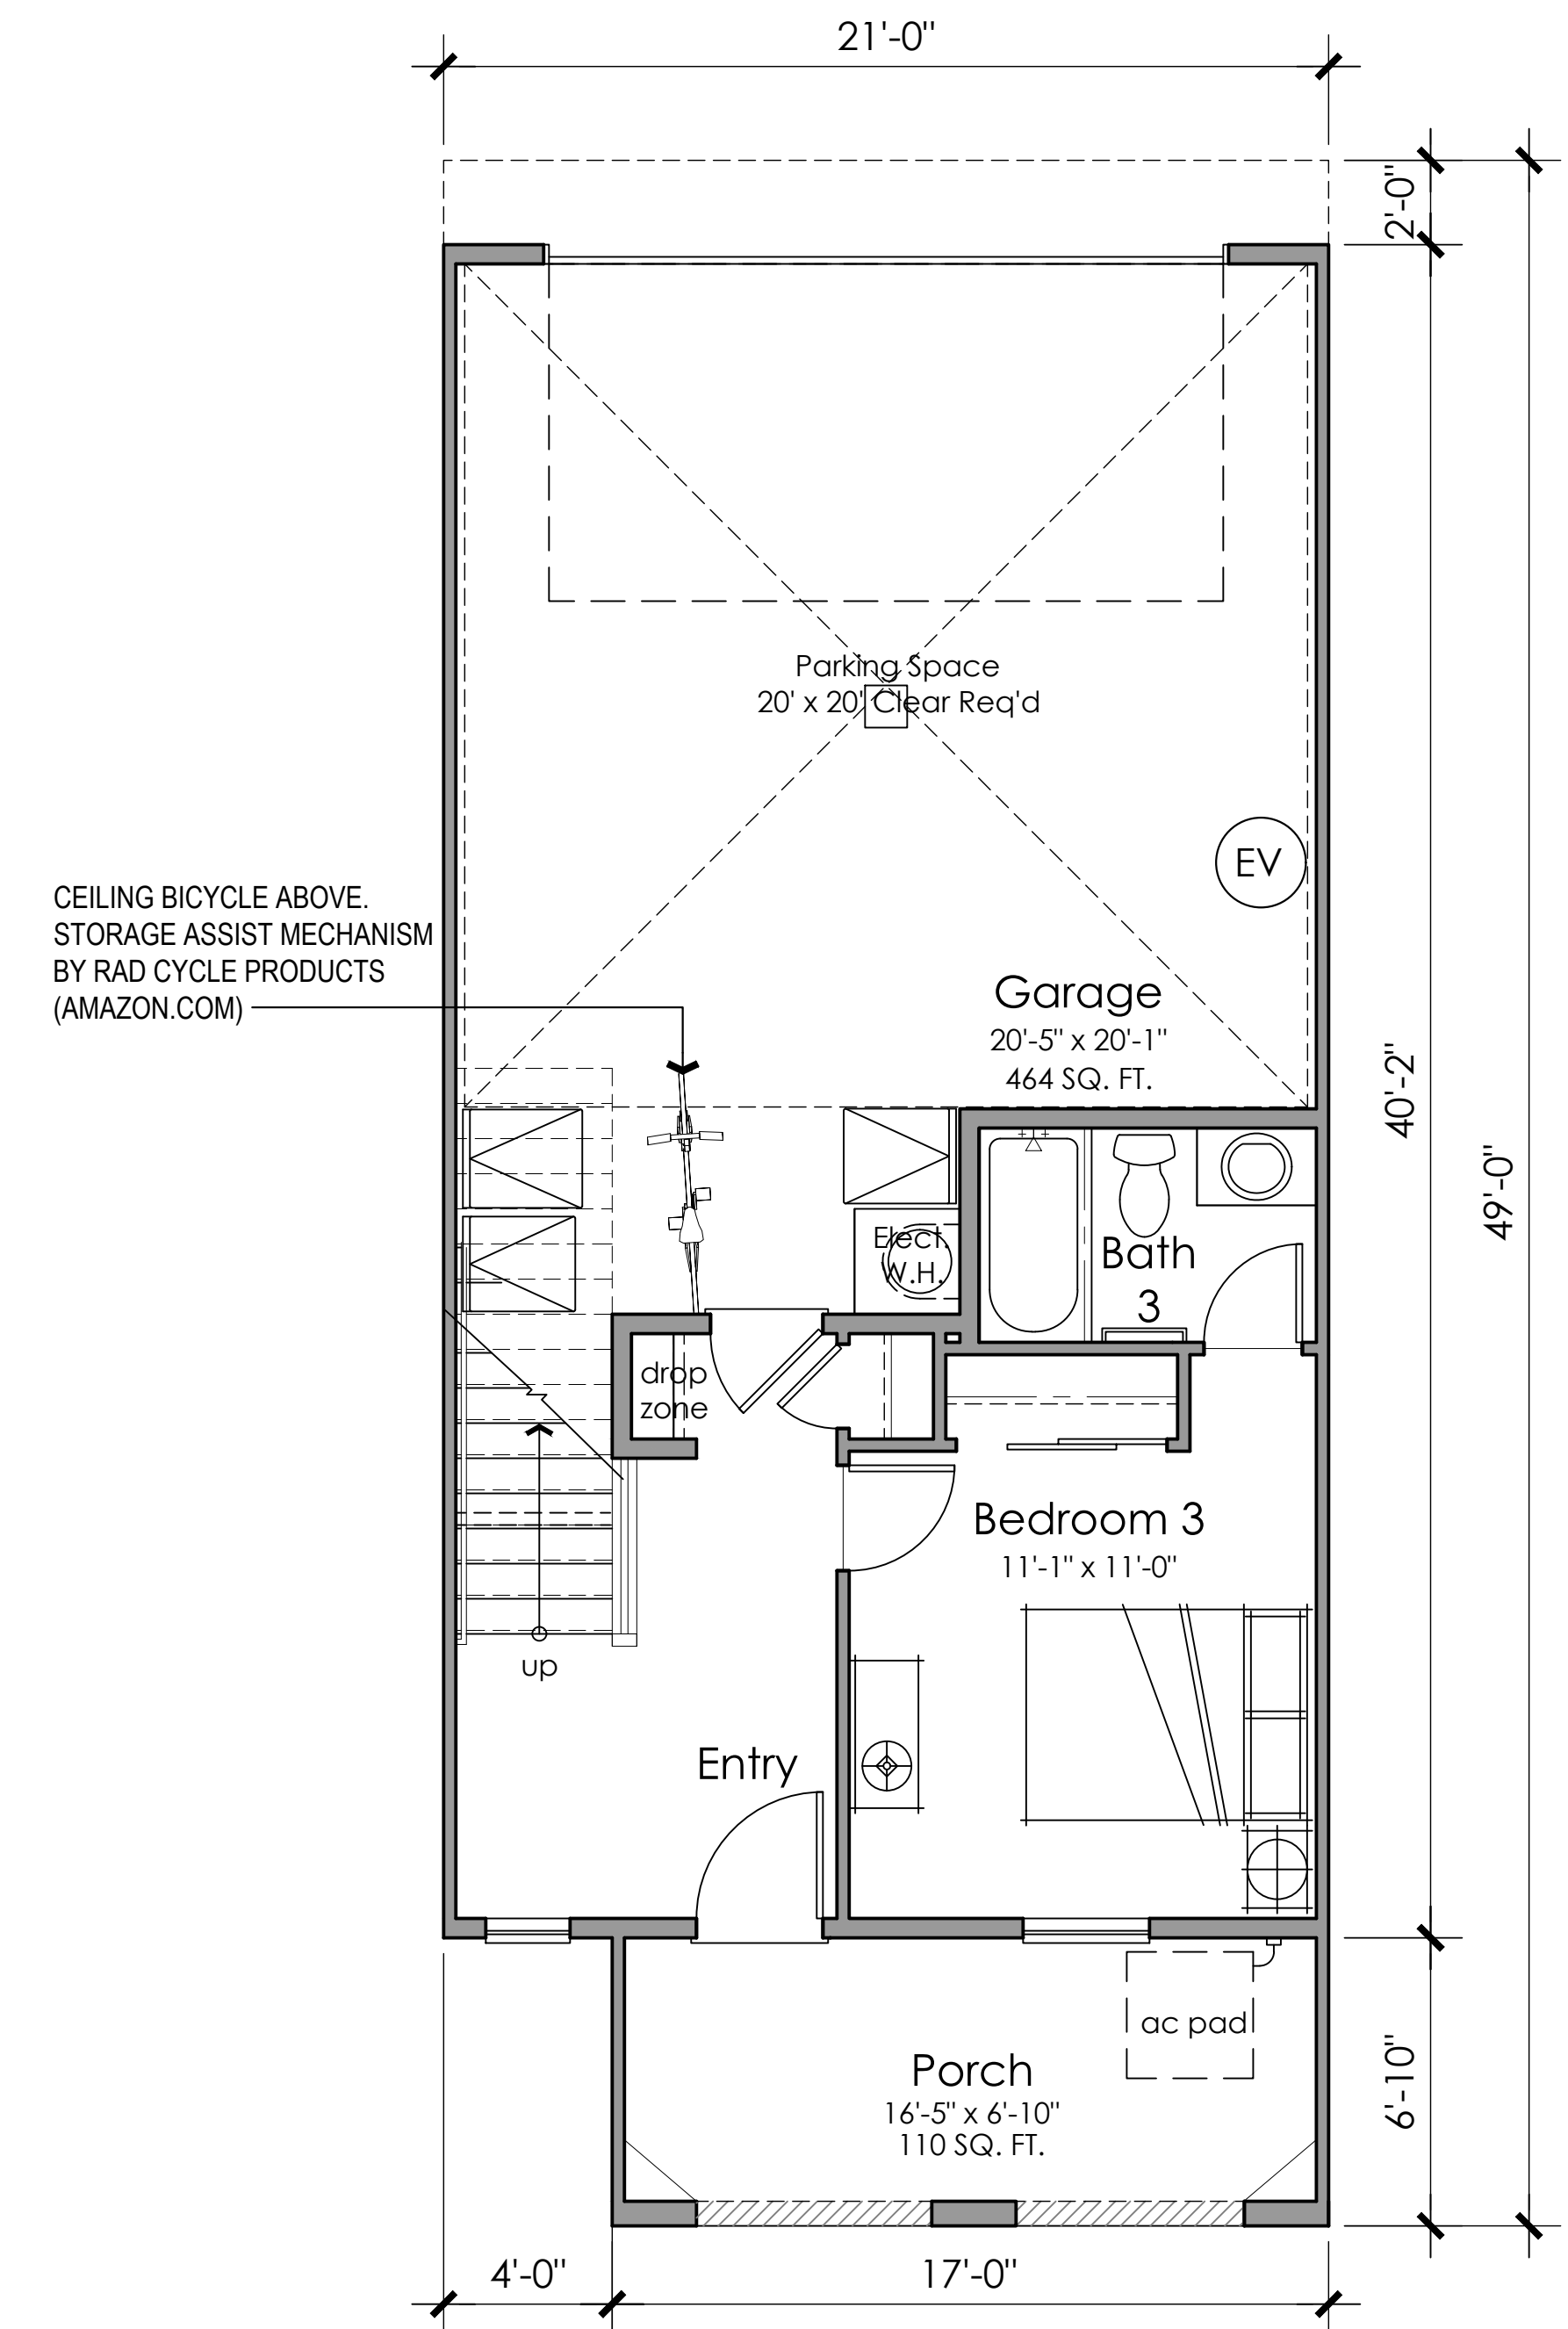 21'-0"
2'-0"
Parking Space
20' x 20' Clear Req'd
EV
CEILING BICYCLE ABOVE.
STORAGE ASSIST MECHANISM
BY RAD CYCLE PRODUCTS
(AMAZON.COM)
Garage
20'-5" x 20'-1"
464 SQ. FT.
40'-2"
49'-0"
Elect.
W.H.
Bath
3
drop
zone
Bedroom 3
11'-1" x 11'-0"
up
Entry
ac pad
Porch
16'-5" x 6'-10"
110 SQ. FT.
6'-10"
4'-0"
17'-0"